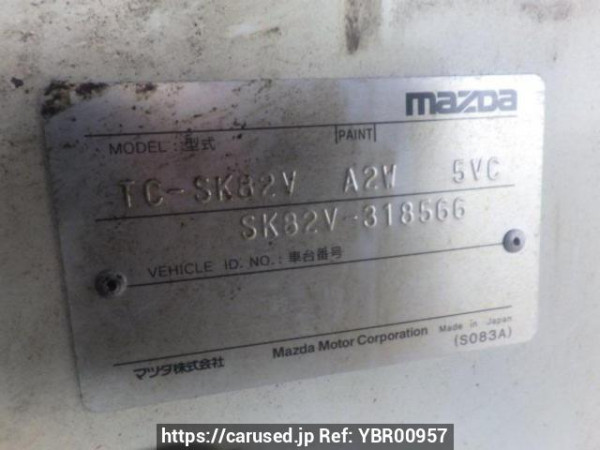 mazda
MODEL : 型式 PAINT
TC-SK82V A2W 5VC
SK82V-318566
VEHICLE ID. NO. : 車台番号
マツダ株式会社 Mazda Motor Corporation Made in Japan
(S083A)
https://carused.jp Ref: YBR00957